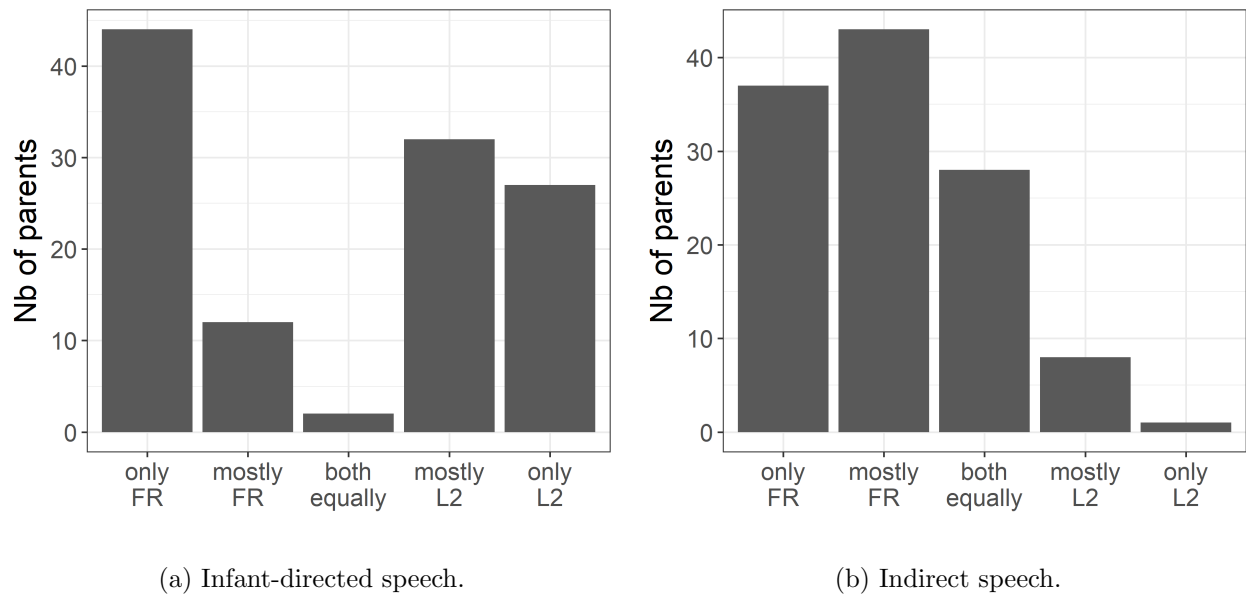 Nb of parents
40
30
20
10
0
only FR
mostly FR
both equally
mostly L2
only L2
(a) Infant-directed speech.
Nb of parents
40
30
20
10
0
only FR
mostly FR
both equally
mostly L2
only L2
(b) Indirect speech.